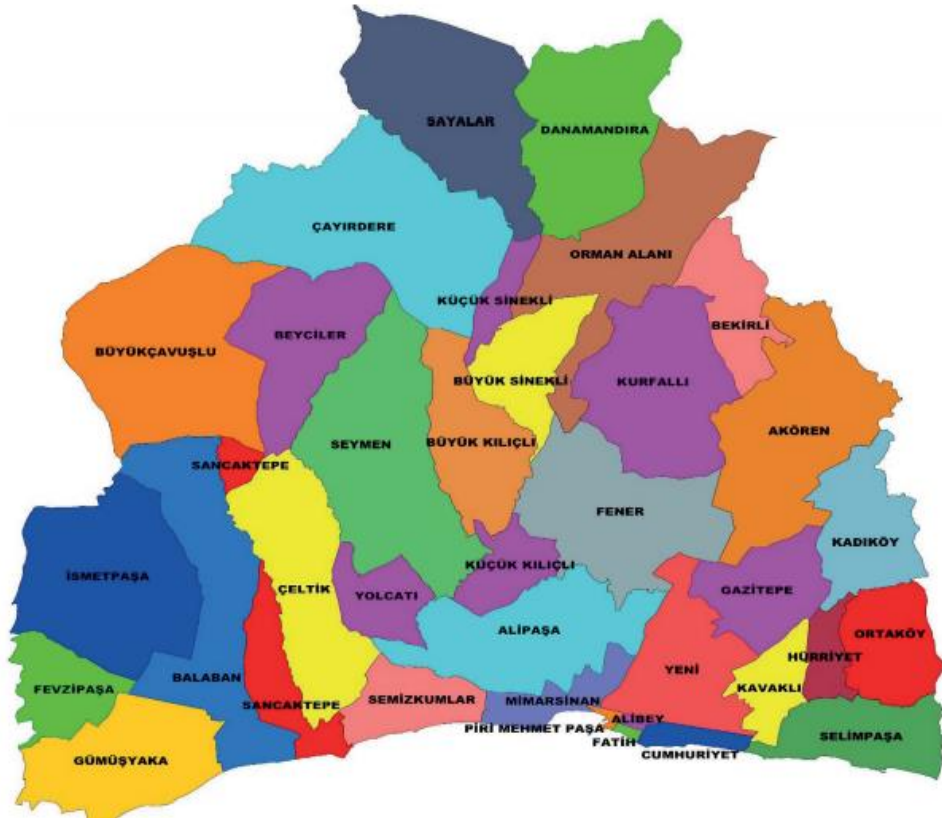 SAYALAR
DANAMANDIRA
ÇAYIRDERE
ORMAN ALANI
KÜÇÜK SİNEKLİ
BEKİRLİ
BEYCİLER
BÜYÜKÇAVUŞLU
BÜYÜK SİNEKLİ
KURFALLI
AKÖREN
SEYMEN
BÜYÜK KILIÇLI
SANCAKTEPE
FENER
KADIKÖY
KÜÇÜK KILIÇLI
İSMETPAŞA
ÇELTİK
YOLCATI
GAZİTEPE
ALİPAŞA
ORTAKÖY
HÜRRİYET
YENİ
BALABAN
FEVZİPAŞA
KAVAKLI
SEMİZKUMLAR
MİMARSİNAN
SANCAKTEPE
ALİBEY
PİRİ MEHMET PAŞA
SELİMPAŞA
FATİH
CUMHURİYET
GÜMÜŞYAKA